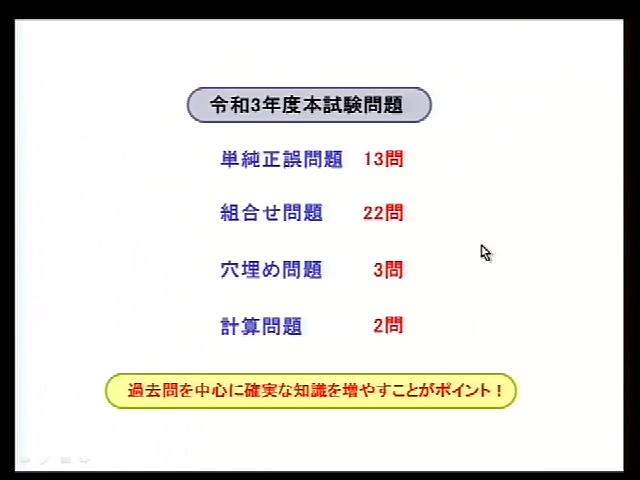 令和3年度本試験問題
単純正誤問題 13問
組合せ問題 22問
穴埋め問題 3問
計算問題 2問
過去問を中心に確実な知識を増やすことがポイント！